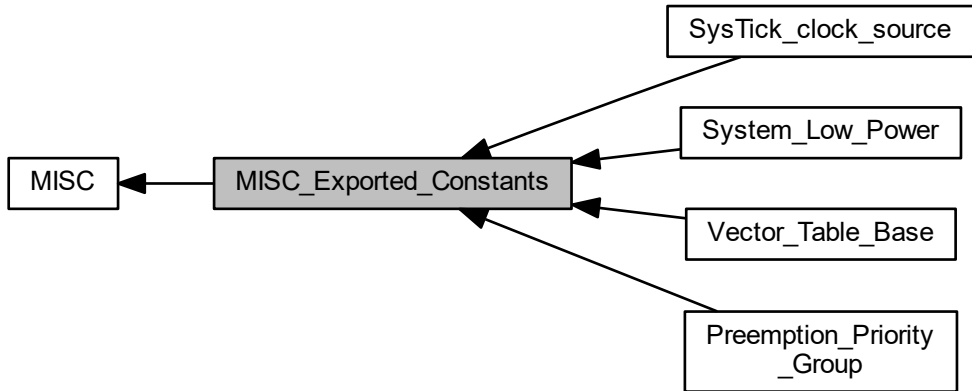 SysTick_clock_source
System_Low_Power
MISC
MISC_Exported_Constants
Vector_Table_Base
Preemption_Priority
_Group